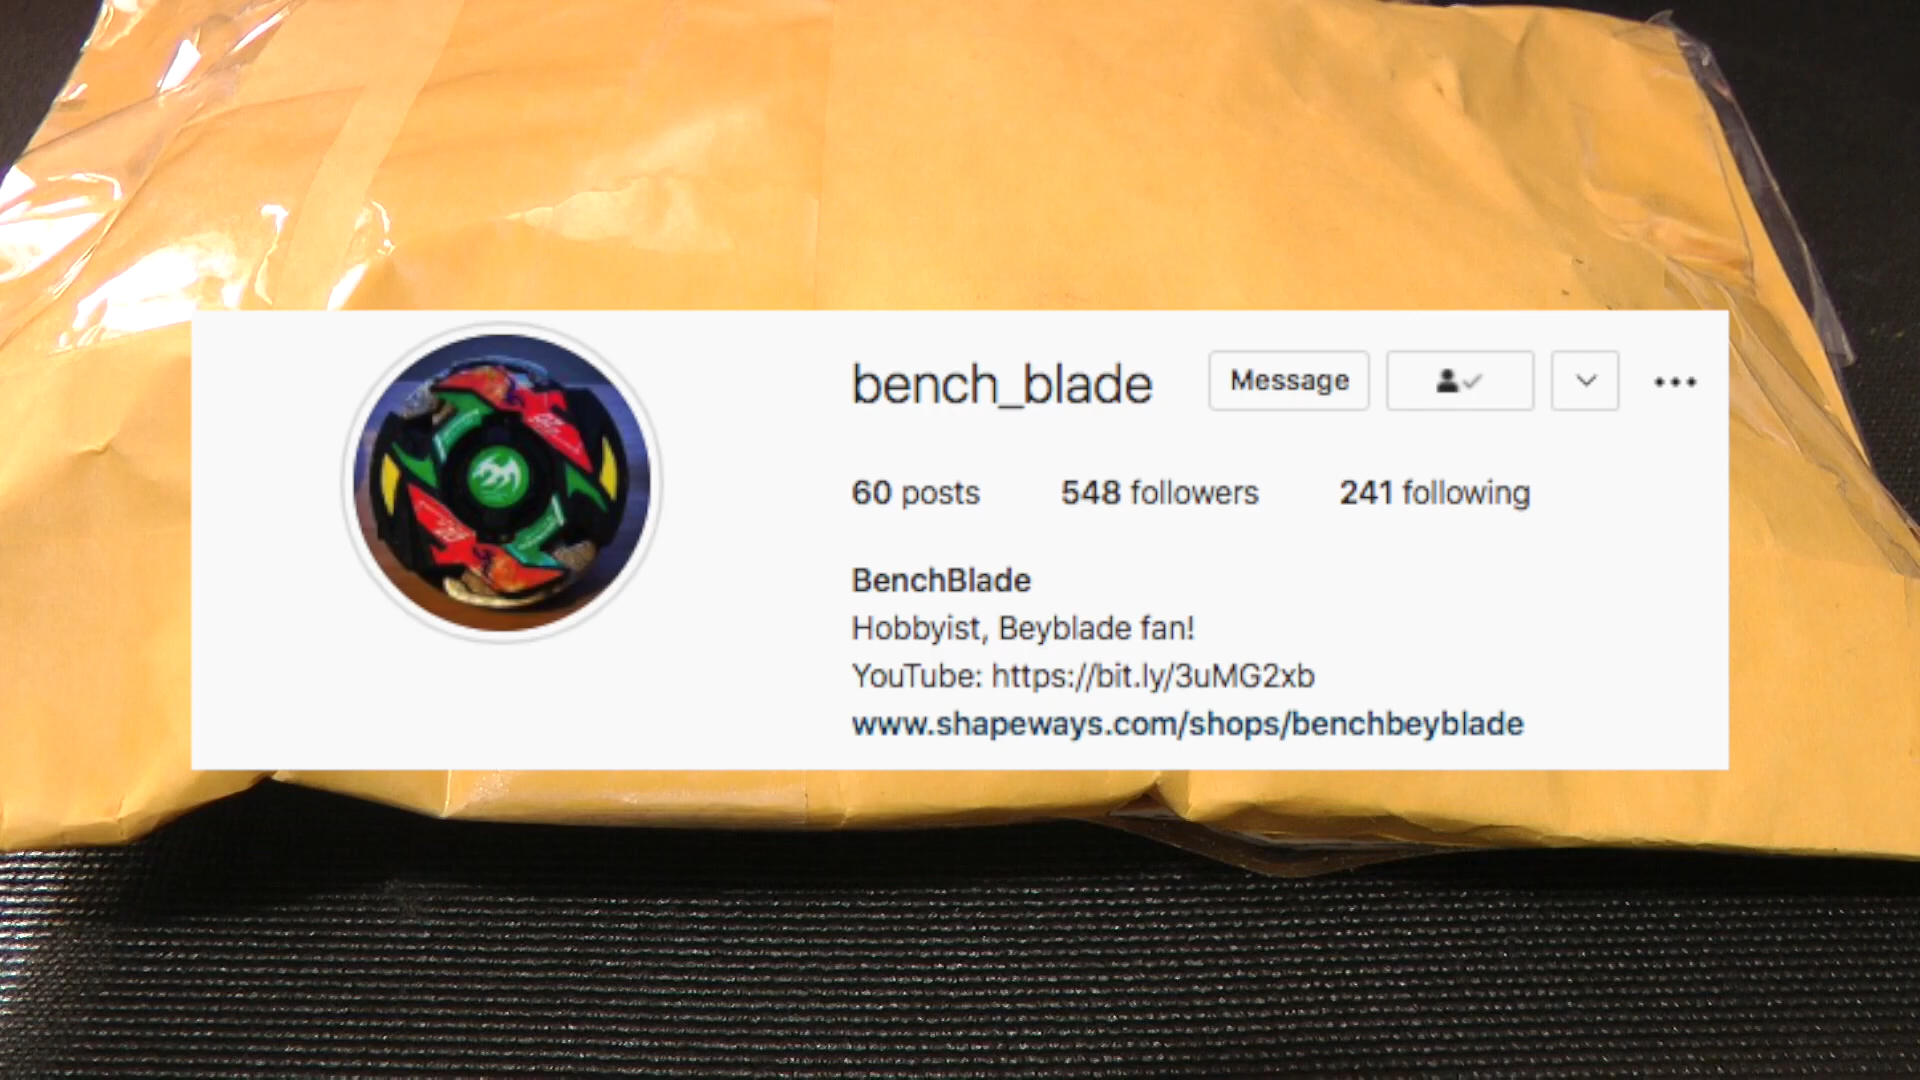 bench_blade
Message
60 posts 548 followers 241 following
BenchBlade
Hobbyist, Beyblade fan!
YouTube: https://bit.ly/3uMG2xb
www.shapeways.com/shops/benchbeyblade